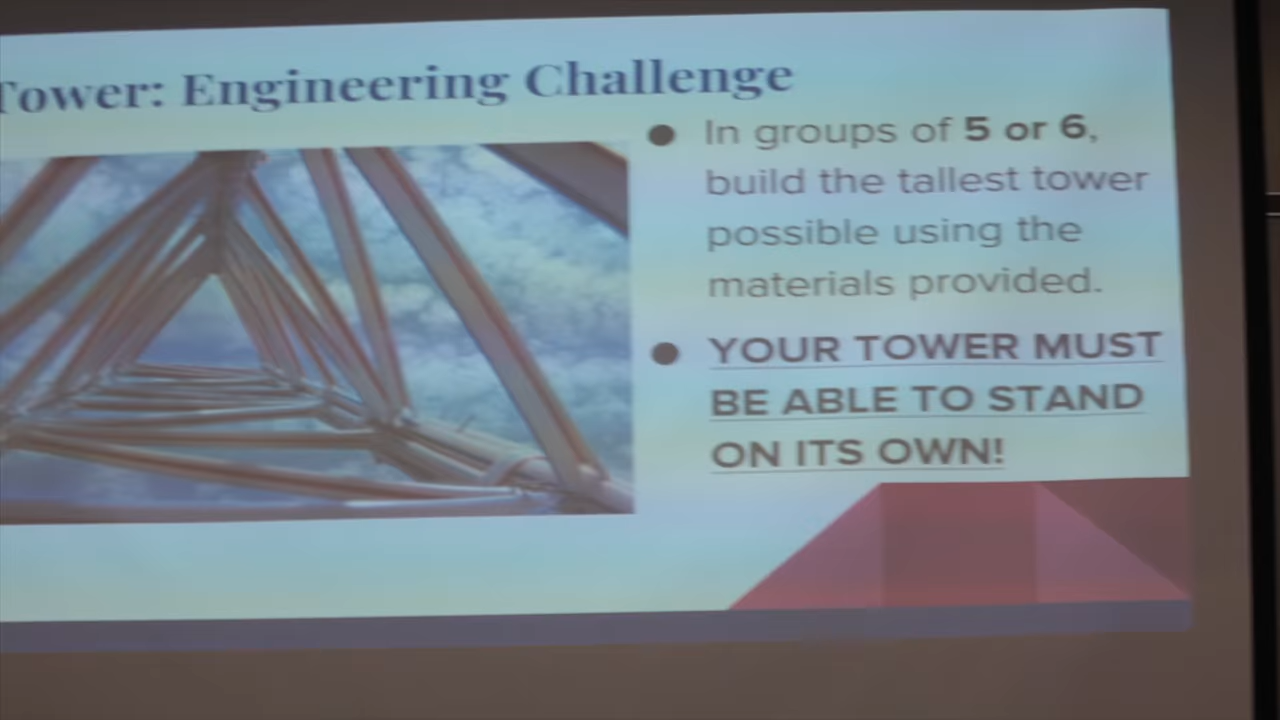 Tower: Engineering Challenge
In groups of 5 or 6,
build the tallest tower
possible using the
materials provided.
YOUR TOWER MUST
BE ABLE TO STAND
ON ITS OWN!